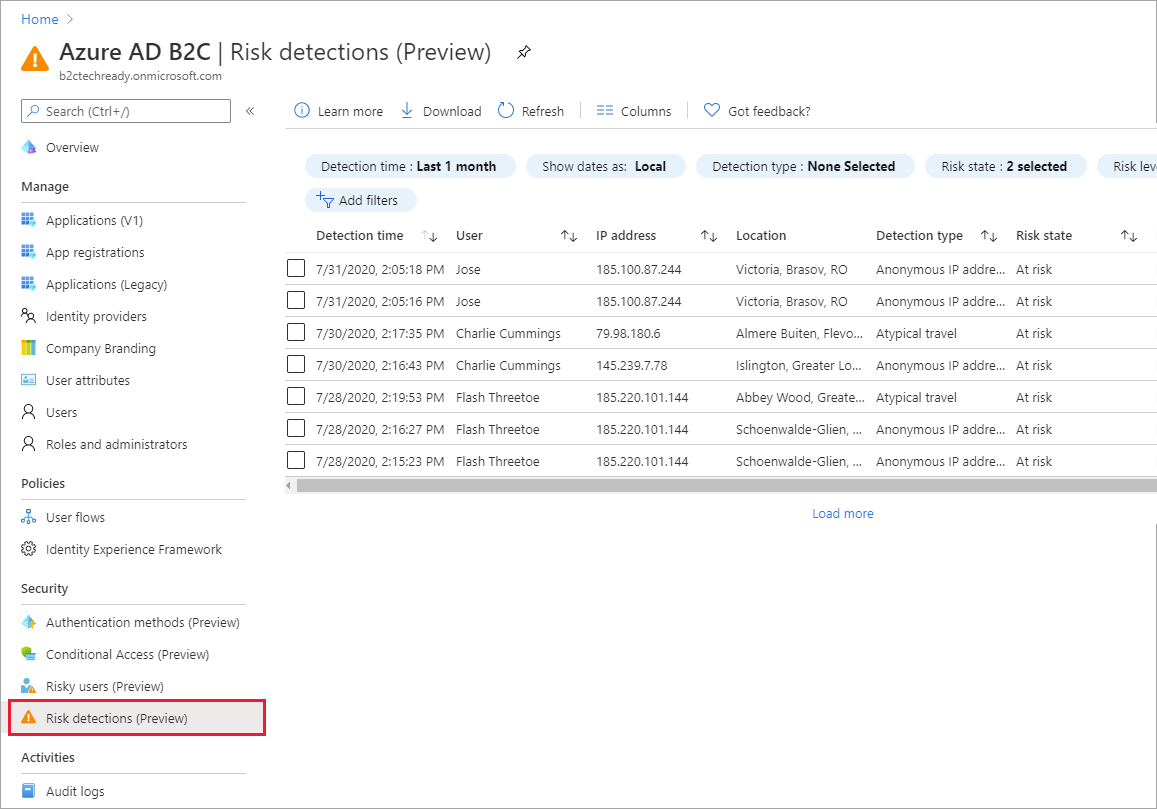 Home
Azure AD B2C | Risk detections (Preview)
b2ctechready.onmicrosoft.com
Search (Ctrl+/)
Overview
Manage
Applications (V1)
App registrations
Applications (Legacy)
Identity providers
Company Branding
User attributes
Users
Roles and administrators
Policies
User flows
Identity Experience Framework
Security
Authentication methods (Preview)
Conditional Access (Preview)
Risky users (Preview)
Risk detections (Preview)
Activities
Audit logs
Learn more Download Refresh Columns Got feedback?
Detection time : Last 1 month Show dates as: Local Detection type : None Selected Risk state : 2 selected Risk leve
Add filters
Detection time User IP address Location Detection type Risk state
7/31/2020, 2:05:18 PM Jose 185.100.87.244 Victoria, Brasov, RO Anonymous IP addre... At risk
7/31/2020, 2:05:16 PM Jose 185.100.87.244 Victoria, Brasov, RO Anonymous IP addre... At risk
7/30/2020, 2:17:35 PM Charlie Cummings 79.98.180.6 Almere Buiten, Flevo... Atypical travel At risk
7/30/2020, 2:16:43 PM Charlie Cummings 145.239.7.78 Islington, Greater Lo... Anonymous IP addre... At risk
7/28/2020, 2:19:53 PM Flash Threetoe 185.220.101.144 Abbey Wood, Greate... Atypical travel At risk
7/28/2020, 2:16:27 PM Flash Threetoe 185.220.101.144 Schoenwalde-Glien, ... Anonymous IP addre... At risk
7/28/2020, 2:15:23 PM Flash Threetoe 185.220.101.144 Schoenwalde-Glien, ... Anonymous IP addre... At risk
Load more